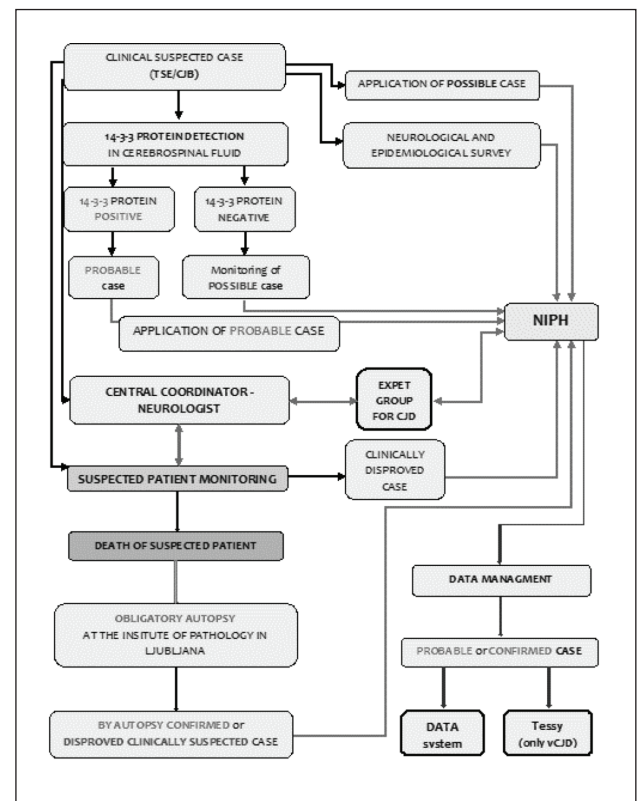 CLINICAL SUSPECTED CASE
(TSE/CJB)
APPLICATION OF POSSIBLE CASE
14-3-3 PROTEIN DETECTION
IN CEREBROSPINAL FLUID
NEUROLOGICAL AND
EPIDEMIOLOGICAL SURVEY
14-3-3 PROTEIN
POSITIVE
14-3-3 PROTEIN
NEGATIVE
PROBABLE
case
Monitoring of
POSSIBLE case
NIPH
APPLICATION OF PROBABLE CASE
CENTRAL COORDINATOR -
NEUROLOGIST
EXPET
GROUP
FOR CJD
CLINICALLY
DISPROVED
CASE
SUSPECTED PATIENT MONITORING
DEATH OF SUSPECTED PATIENT
DATA MANAGMENT
OBLIGATORY AUTOPSY
AT THE INSITUTE OF PATHOLOGY IN
LJUBLJANA
PROBABLE or CONFIRMED CASE
BY AUTOPSY CONFIRMED or
DISPROVED CLINICALLY SUSPECTED CASE
DATA
system
Tessy
(only vCJD)